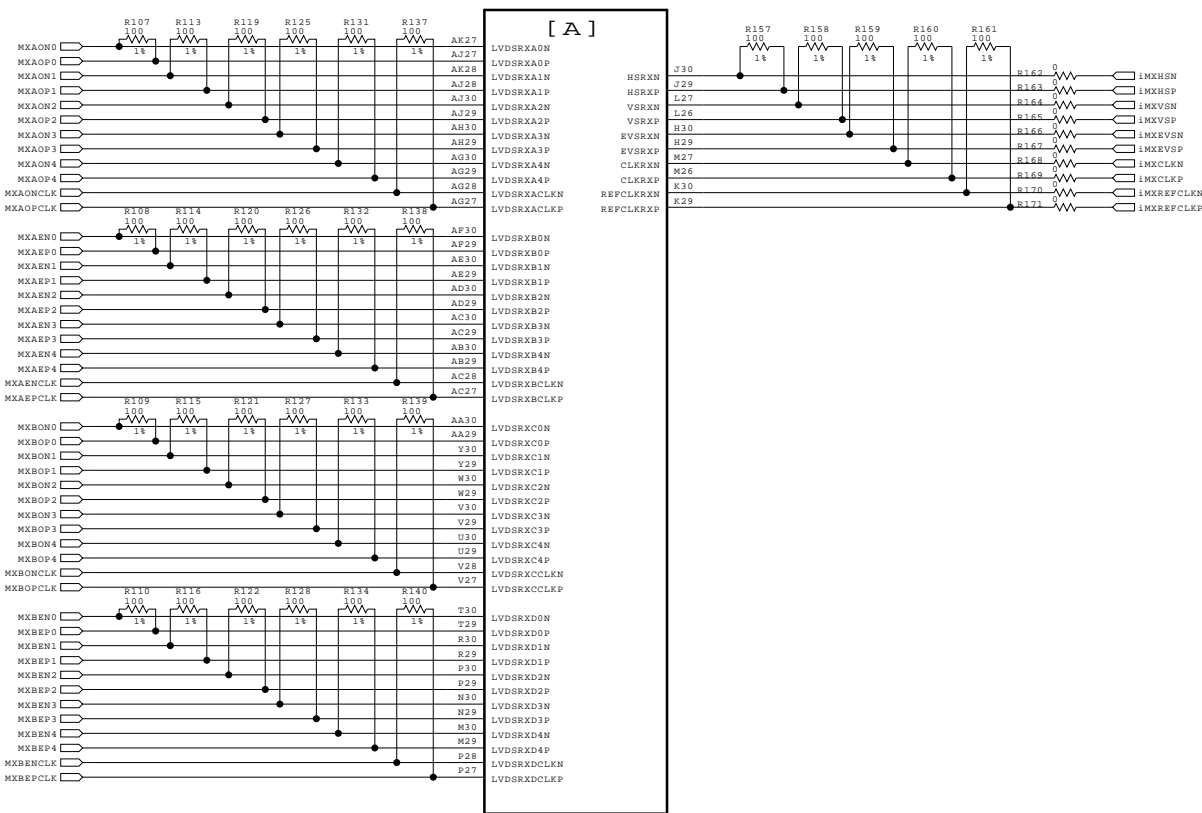 [A]
R107 R113 R119 R125 R131 R137
100 100 100 100 100 100
1% 1% 1% 1% 1% 1%
MXAON0 AK27 LVDSRXA0N
MXAOP0 AJ27 LVDSRXA0P
MXAON1 AK28 LVDSRXA1N
MXAOP1 AJ28 LVDSRXA1P
MXAON2 AJ30 LVDSRXA2N
MXAOP2 AJ29 LVDSRXA2P
MXAON3 AH30 LVDSRXA3N
MXAOP3 AH29 LVDSRXA3P
MXAON4 AG30 LVDSRXA4N
MXAOP4 AG29 LVDSRXA4P
MXAONCLK AG28 LVDSRXACLKN
MXAOPCLK AG27 LVDSRXACLKP
R108 R114 R120 R126 R132 R138
100 100 100 100 100 100
1% 1% 1% 1% 1% 1%
MXAEN0 AF30 LVDSRXB0N
MXAEP0 AF29 LVDSRXB0P
MXAEN1 AE30 LVDSRXB1N
MXAEP1 AE29 LVDSRXB1P
MXAEN2 AD30 LVDSRXB2N
MXAEP2 AD29 LVDSRXB2P
MXAEN3 AC30 LVDSRXB3N
MXAEP3 AC29 LVDSRXB3P
MXAEN4 AB30 LVDSRXB4N
MXAEP4 AB29 LVDSRXB4P
MXAENCLK AC28 LVDSRXBCLKN
MXAEPCLK AC27 LVDSRXBCLKP
R109 R115 R121 R127 R133 R139
100 100 100 100 100 100
1% 1% 1% 1% 1% 1%
MXBON0 AA30 LVDSRXC0N
MXBOP0 AA29 LVDSRXC0P
MXBON1 Y30 LVDSRXC1N
MXBOP1 Y29 LVDSRXC1P
MXBON2 W30 LVDSRXC2N
MXBOP2 W29 LVDSRXC2P
MXBON3 V30 LVDSRXC3N
MXBOP3 V29 LVDSRXC3P
MXBON4 U30 LVDSRXC4N
MXBOP4 U29 LVDSRXC4P
MXBONCLK V28 LVDSRXCCLKN
MXBOPCLK V27 LVDSRXCCLKP
R110 R116 R122 R128 R134 R140
100 100 100 100 100 100
1% 1% 1% 1% 1% 1%
MXBEN0 T30 LVDSRXD0N
MXBEP0 T29 LVDSRXD0P
MXBEN1 R30 LVDSRXD1N
MXBEP1 R29 LVDSRXD1P
MXBEN2 P30 LVDSRXD2N
MXBEP2 P29 LVDSRXD2P
MXBEN3 N30 LVDSRXD3N
MXBEP3 N29 LVDSRXD3P
MXBEN4 M30 LVDSRXD4N
MXBEP4 M29 LVDSRXD4P
MXBENCLK P28 LVDSRXDCLKN
MXBEPCLK P27 LVDSRXDCLKP
R157 R158 R159 R160 R161
100 100 100 100 100
1% 1% 1% 1% 1%
HSRXN J30 R162 0 iMXHSN
HSRXP J29 R163 0 iMXHSP
VSRXN L27 R164 0 iMXVSN
VSRXP L26 R165 0 iMXVSP
EVSRXN H30 R166 0 iMXEVSN
EVSRXP H29 R167 0 iMXEVSP
CLKRXN M27 R168 0 iMXCLKN
CLKRXP M26 R169 0 iMXCLKP
REFCLKRXN K30 R170 0 iMXREFCLKN
REFCLKRXP K29 R171 0 iMXREFCLKP